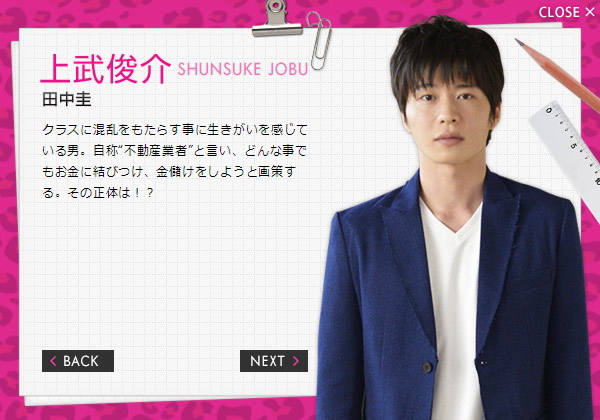 CLOSE ×
上武俊介 SHUNSUKE JOBU
田中圭
クラスに混乱をもたらす事に生きがいを感じて
いる男。自称“不動産業者”と言い、どんな事で
もお金に結びつけ、金儲けをしようと画策す
る。その正体は！？
< BACK
NEXT >